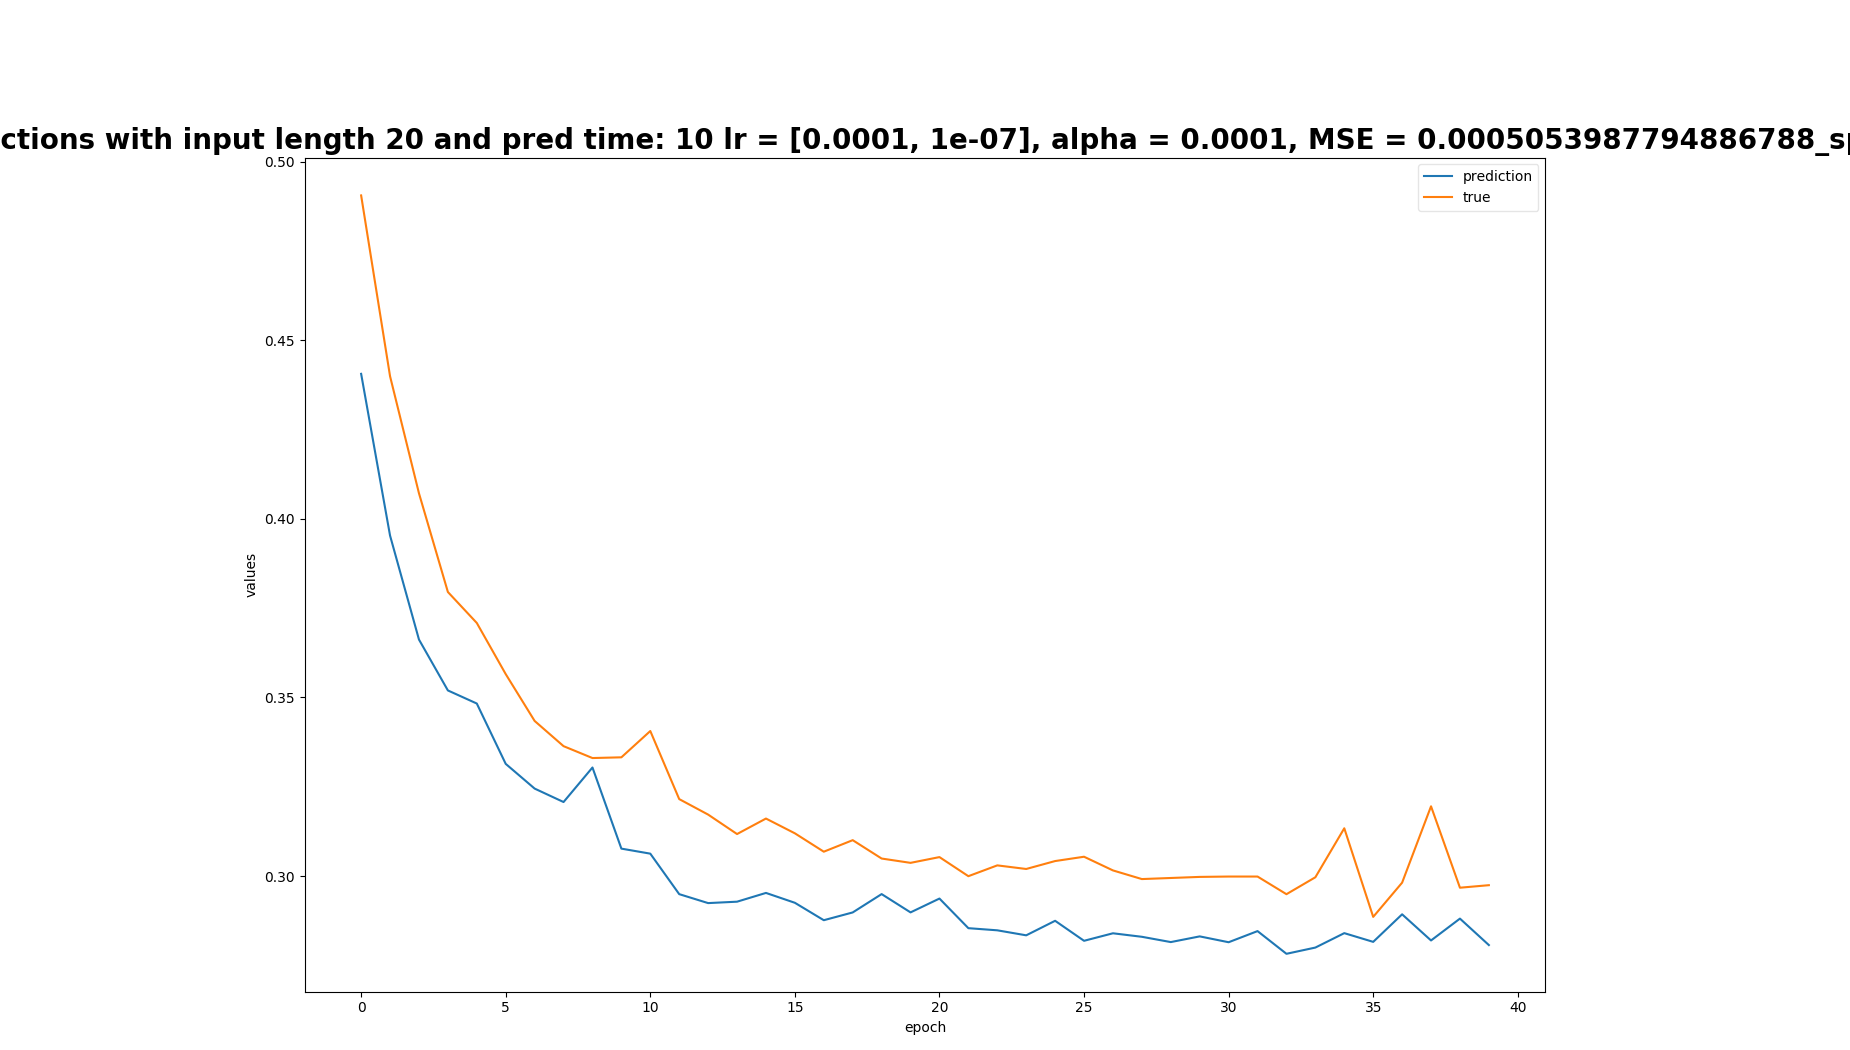 ctions with input length 20 and pred time: 10 lr = [0.0001, 1e-07], alpha = 0.0001, MSE = 0.0005053987794886788_sp
prediction
true
0.50
0.45
0.40
0.35
0.30
values
0 5 10 15 20 25 30 35 40
epoch